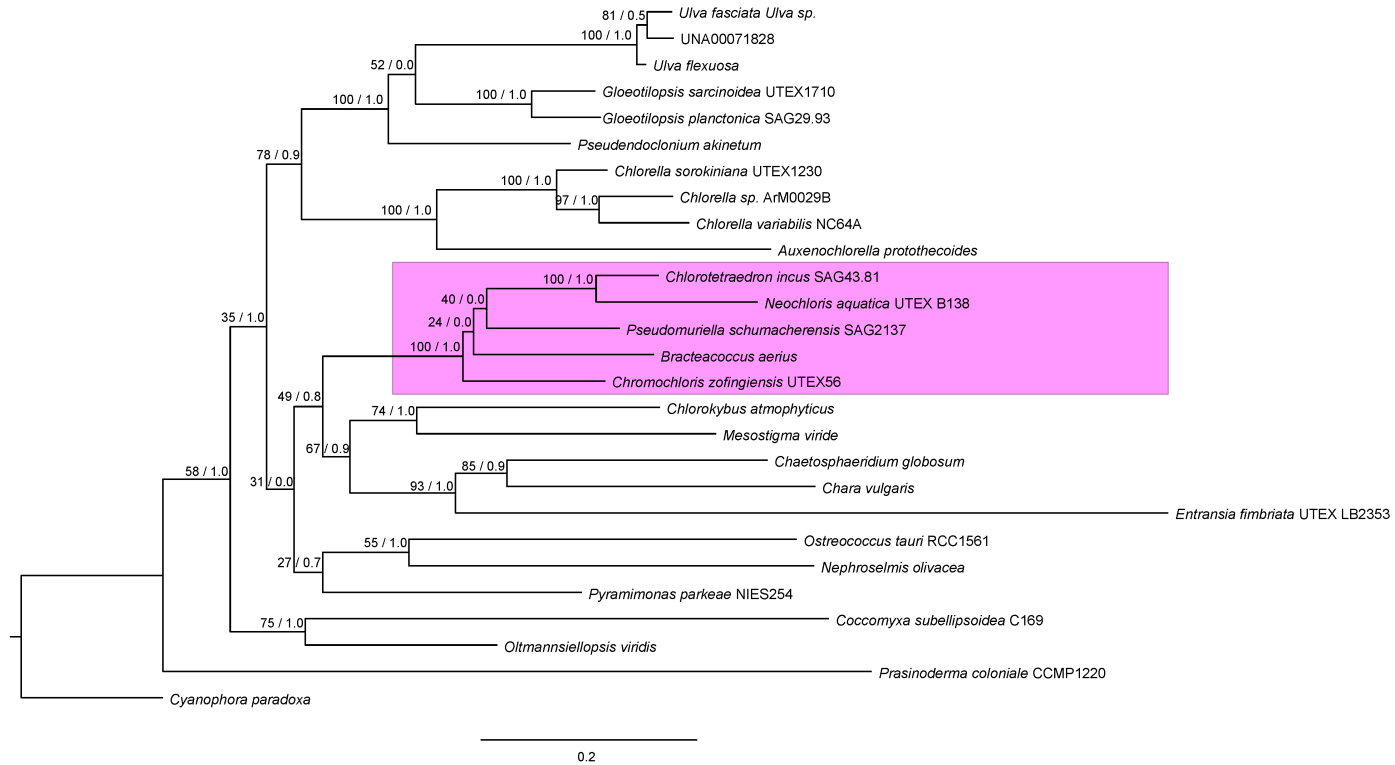 81 / 0.5
Ulva fasciata Ulva sp.
100 / 1.0
UNA00071828
52 / 0.0
Ulva flexuosa
100 / 1.0
100 / 1.0
Gloeotilopsis sarcinoidea UTEX1710
Gloeotilopsis planctonica SAG29.93
78 / 0.9
Pseudendoclonium akinetum
100 / 1.0
Chlorella sorokiniana UTEX1230
97 / 1.0
Chlorella sp. ArM0029B
100 / 1.0
Chlorella variabilis NC64A
Auxenochlorella protothecoides
100 / 1.0
Chlorotetraedron incus SAG43.81
40 / 0.0
Neochloris aquatica UTEX B138
35 / 1.0
24 / 0.0
Pseudomuriella schumacherensis SAG2137
100 / 1.0
Bracteacoccus aerius
Chromochloris zofingiensis UTEX56
49 / 0.8
74 / 1.0
Chlorokybus atmophyticus
Mesostigma viride
67 / 0.9
85 / 0.9
Chaetosphaeridium globosum
58 / 1.0
31 / 0.0
93 / 1.0
Chara vulgaris
Entransia fimbriata UTEX LB2353
55 / 1.0
Ostreococcus tauri RCC1561
27 / 0.7
Nephroselmis olivacea
Pyramimonas parkeae NIES254
75 / 1.0
Coccomyxa subellipsoidea C169
Oltmannsiellopsis viridis
Prasinoderma coloniale CCMP1220
Cyanophora paradoxa
0.2